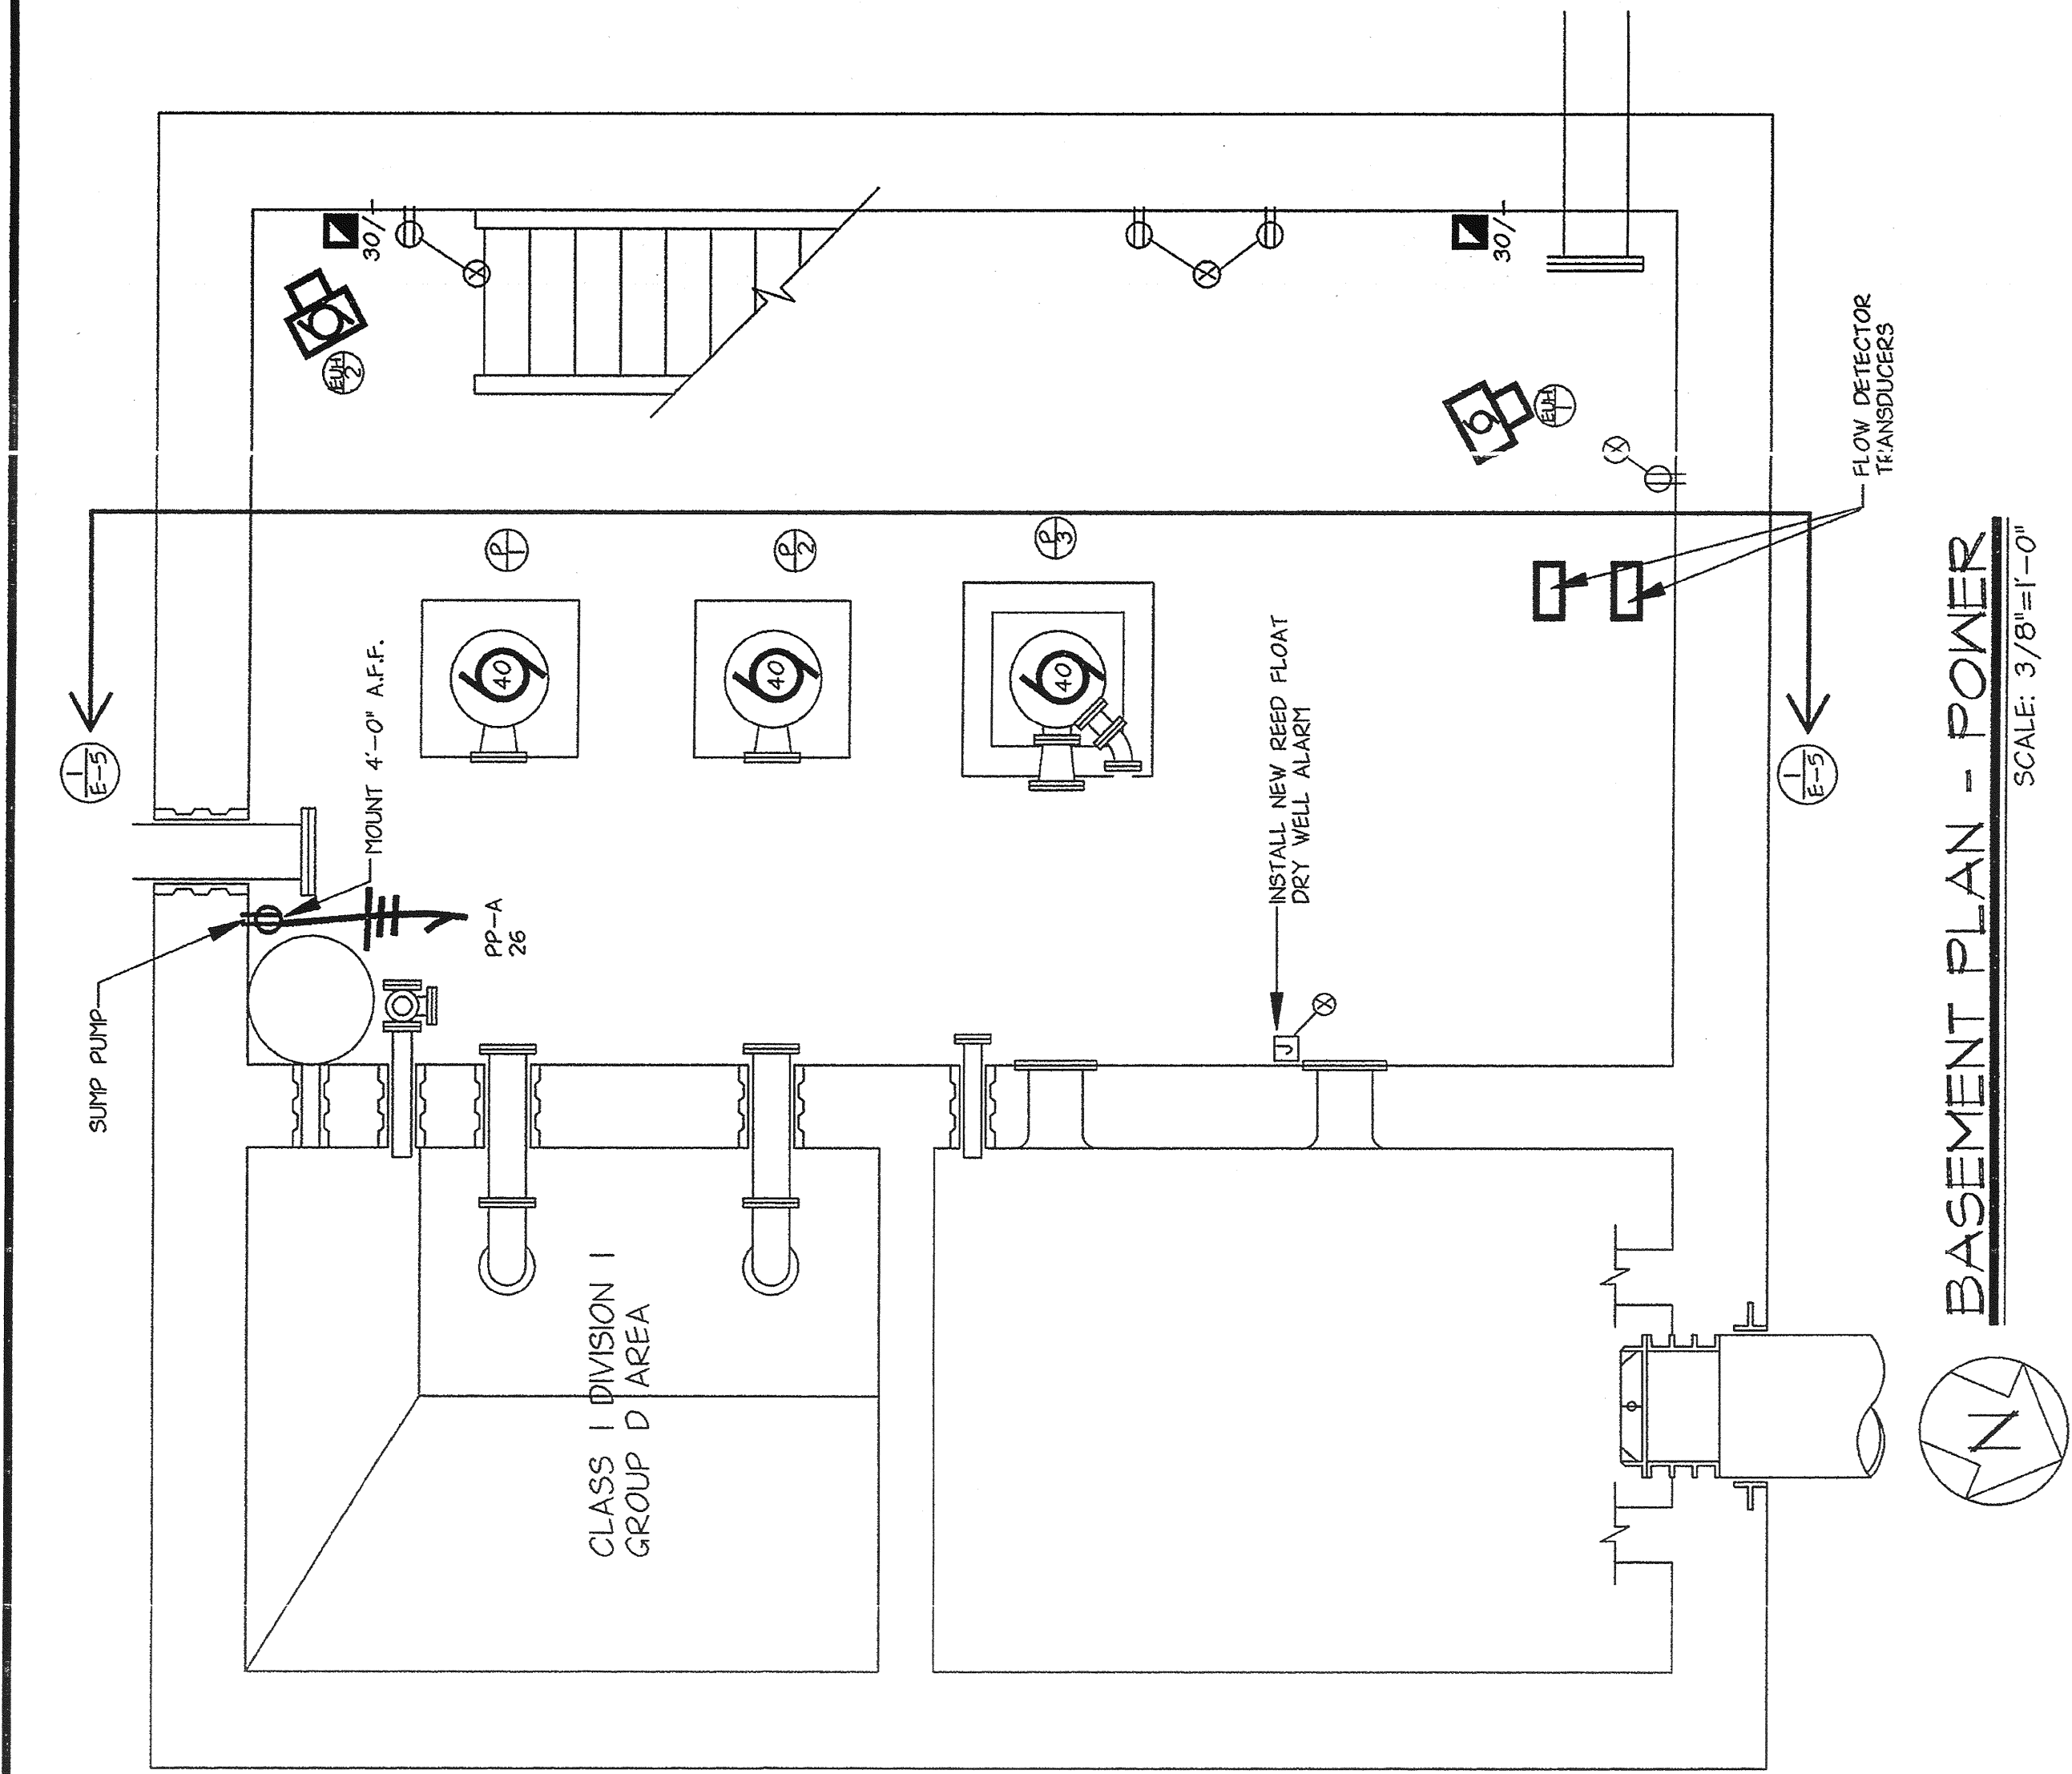 SUMP PUMP
1
E-5
MOUNT 4'-0" A.F.F.
PP-A
26
EUH
2
30/-
P
1
P
2
P
3
40
40
40
CLASS I DIVISION I
GROUP D AREA
INSTALL NEW REED FLOAT
DRY WELL ALARM
J
X
X
X
X
30/-
EUH
1
FLOW DETECTOR
TRANSDUCERS
1
E-5
BASEMENT PLAN - POWER
SCALE: 3/8"=1'-0"
N